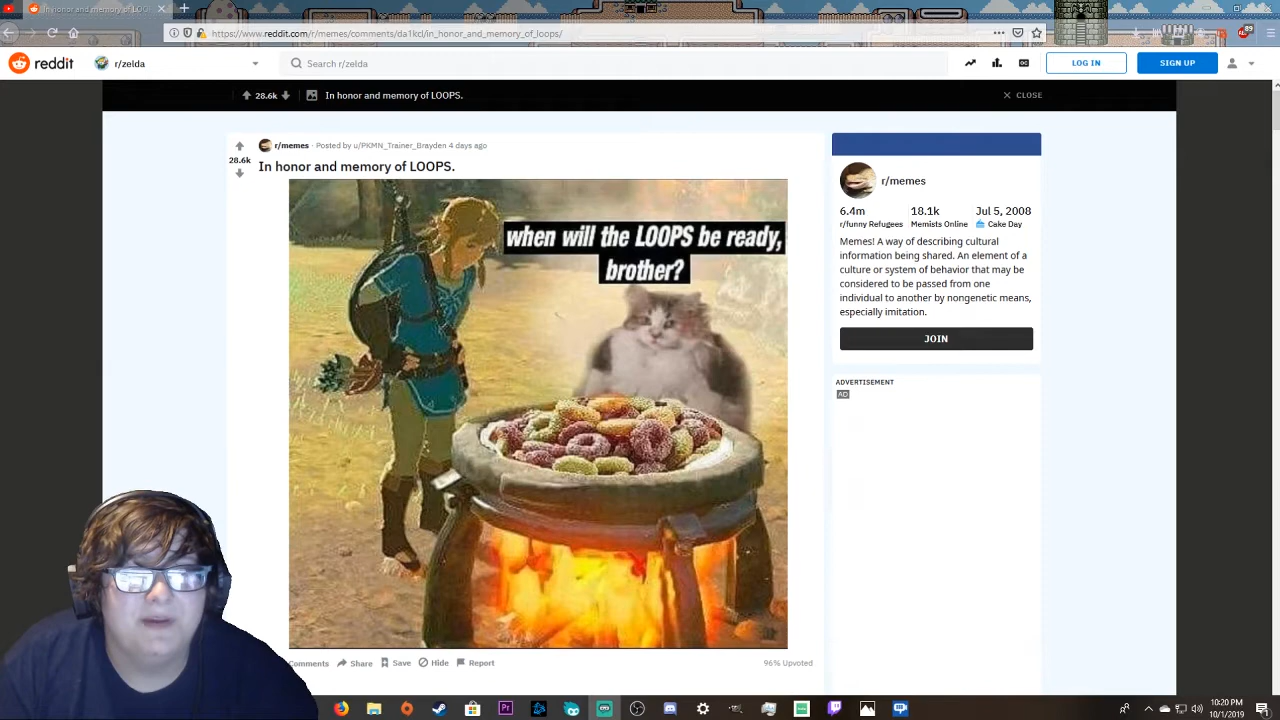 In honor and memory of LOOI
https://www.reddit.com/r/memes/comments/da1kcl/in_honor_and_memory_of_loops/
89
reddit
r/zelda
Search r/zelda
LOG IN
SIGN UP
28.6k
In honor and memory of LOOPS.
CLOSE
r/memes · Posted by u/PKMN_Trainer_Brayden 4 days ago
28.6k
In honor and memory of LOOPS.
when will the LOOPS be ready,
brother?
Comments
Share
Save
Hide
Report
96% Upvoted
r/memes
6.4m 18.1k Jul 5, 2008
r/funny Refugees Memists Online Cake Day
Memes! A way of describing cultural
information being shared. An element of a
culture or system of behavior that may be
considered to be passed from one
individual to another by nongenetic means,
especially imitation.
JOIN
ADVERTISEMENT
AD
Pr
10:20 PM
10/1/2019